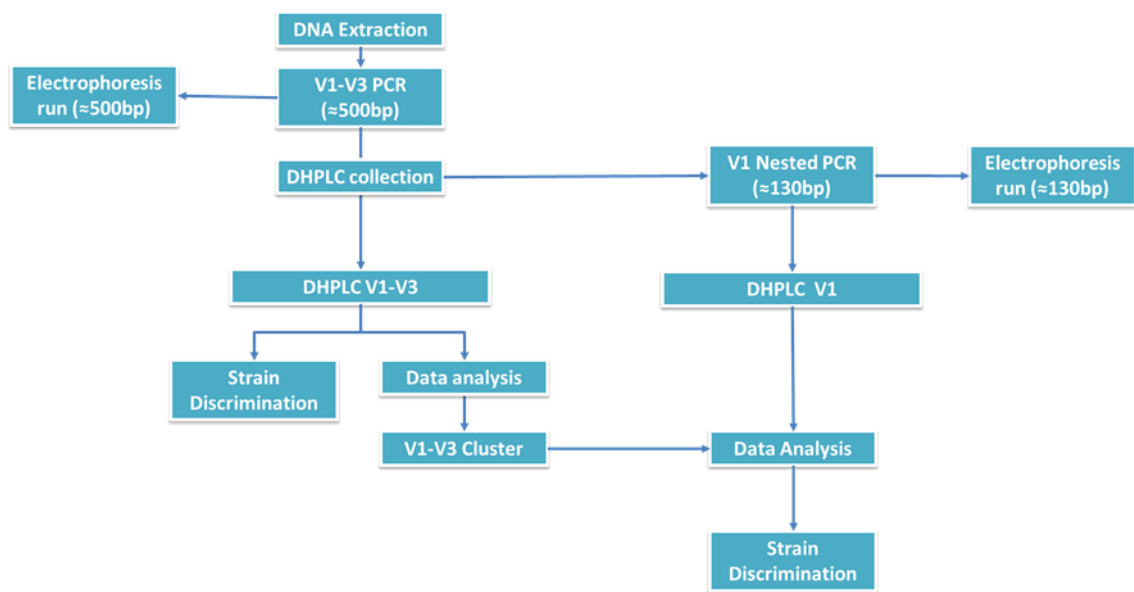 DNA Extraction
Electrophoresis
run (≈500bp)
V1-V3 PCR
(≈500bp)
DHPLC collection
V1 Nested PCR
(≈130bp)
Electrophoresis
run (≈130bp)
DHPLC V1-V3
DHPLC V1
Strain
Discrimination
Data analysis
V1-V3 Cluster
Data Analysis
Strain
Discrimination